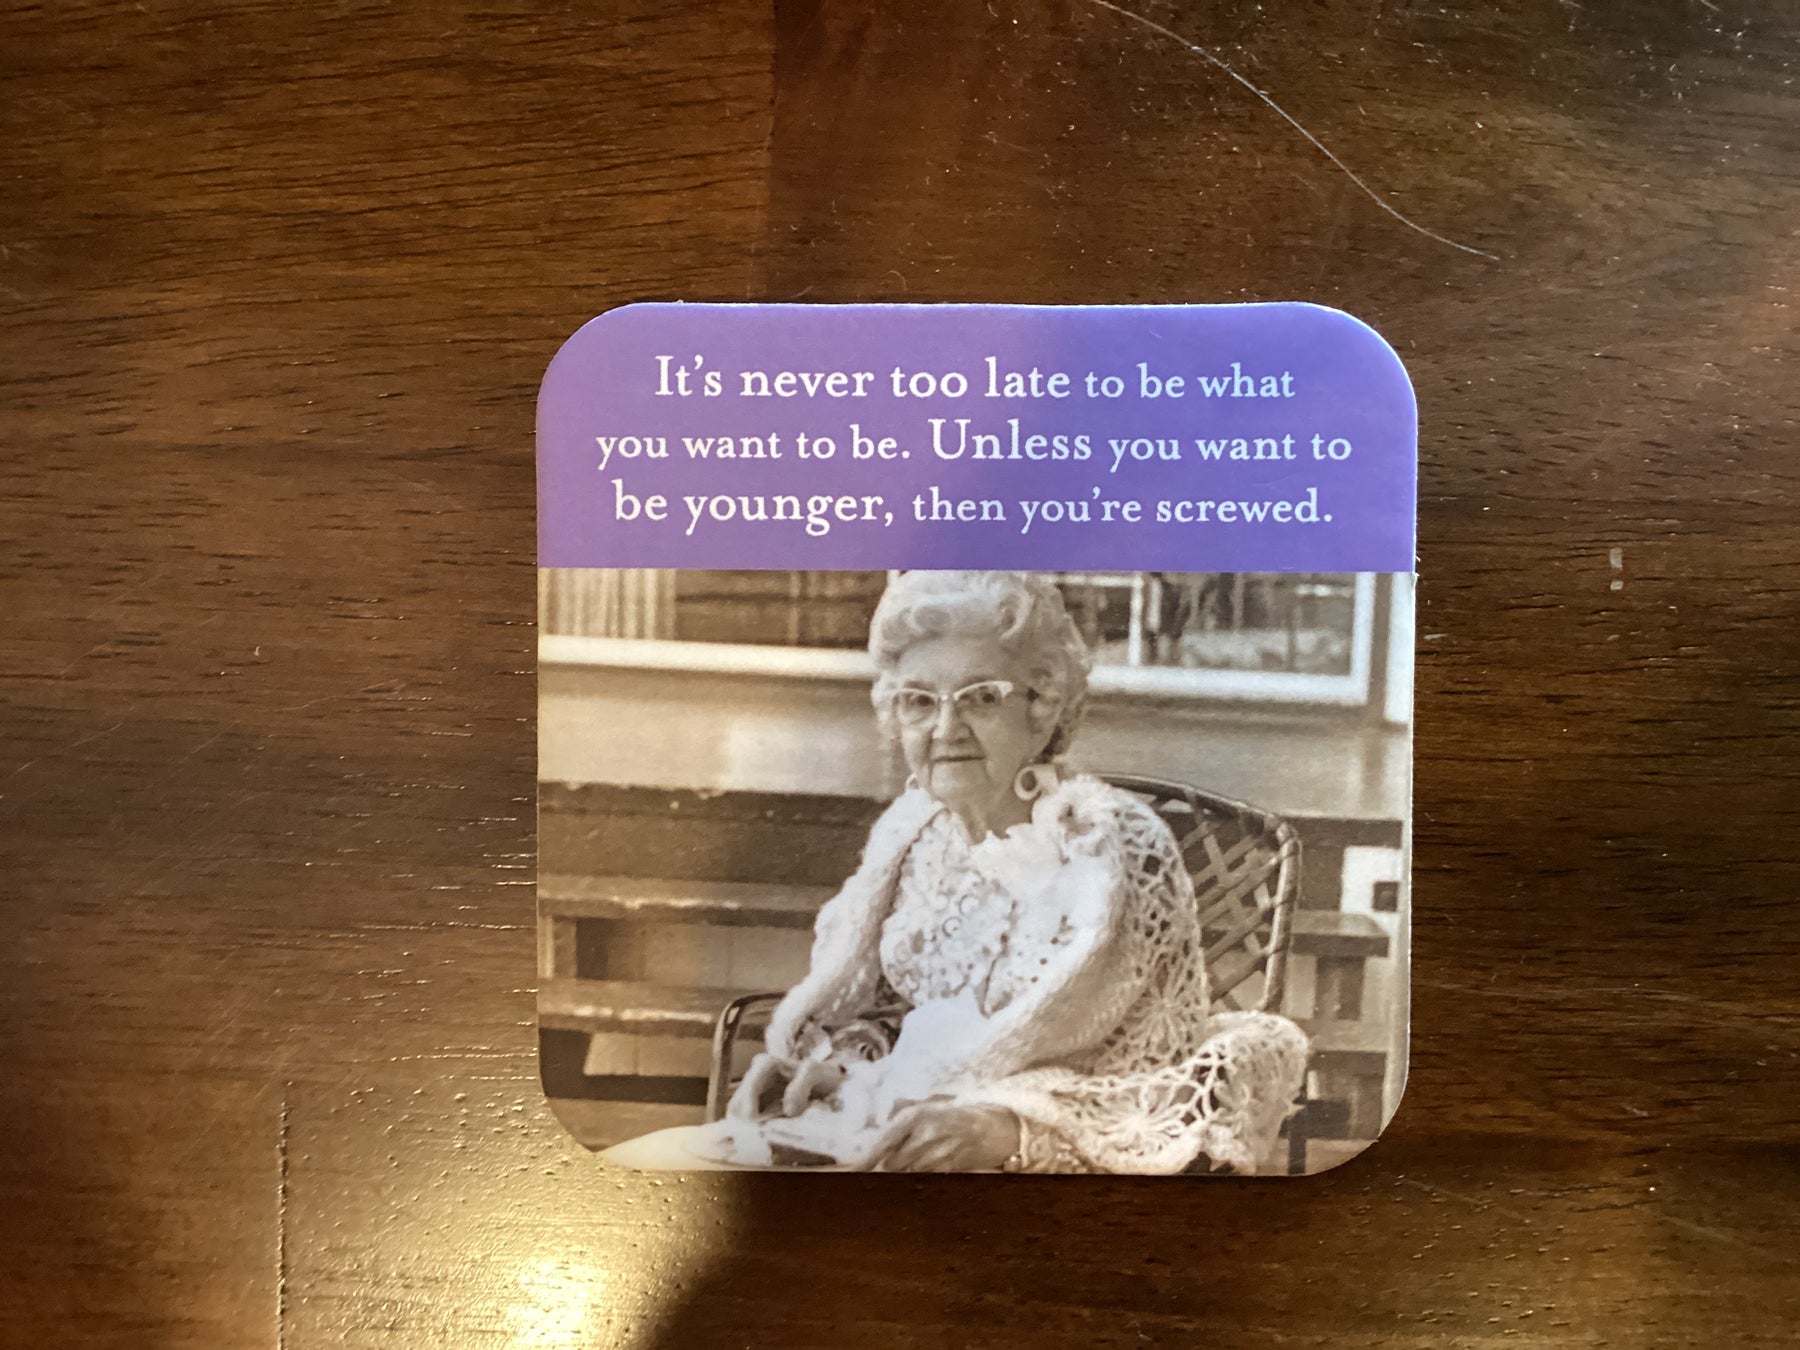 It's never too late to be what
you want to be. Unless you want to
be younger, then you're screwed.